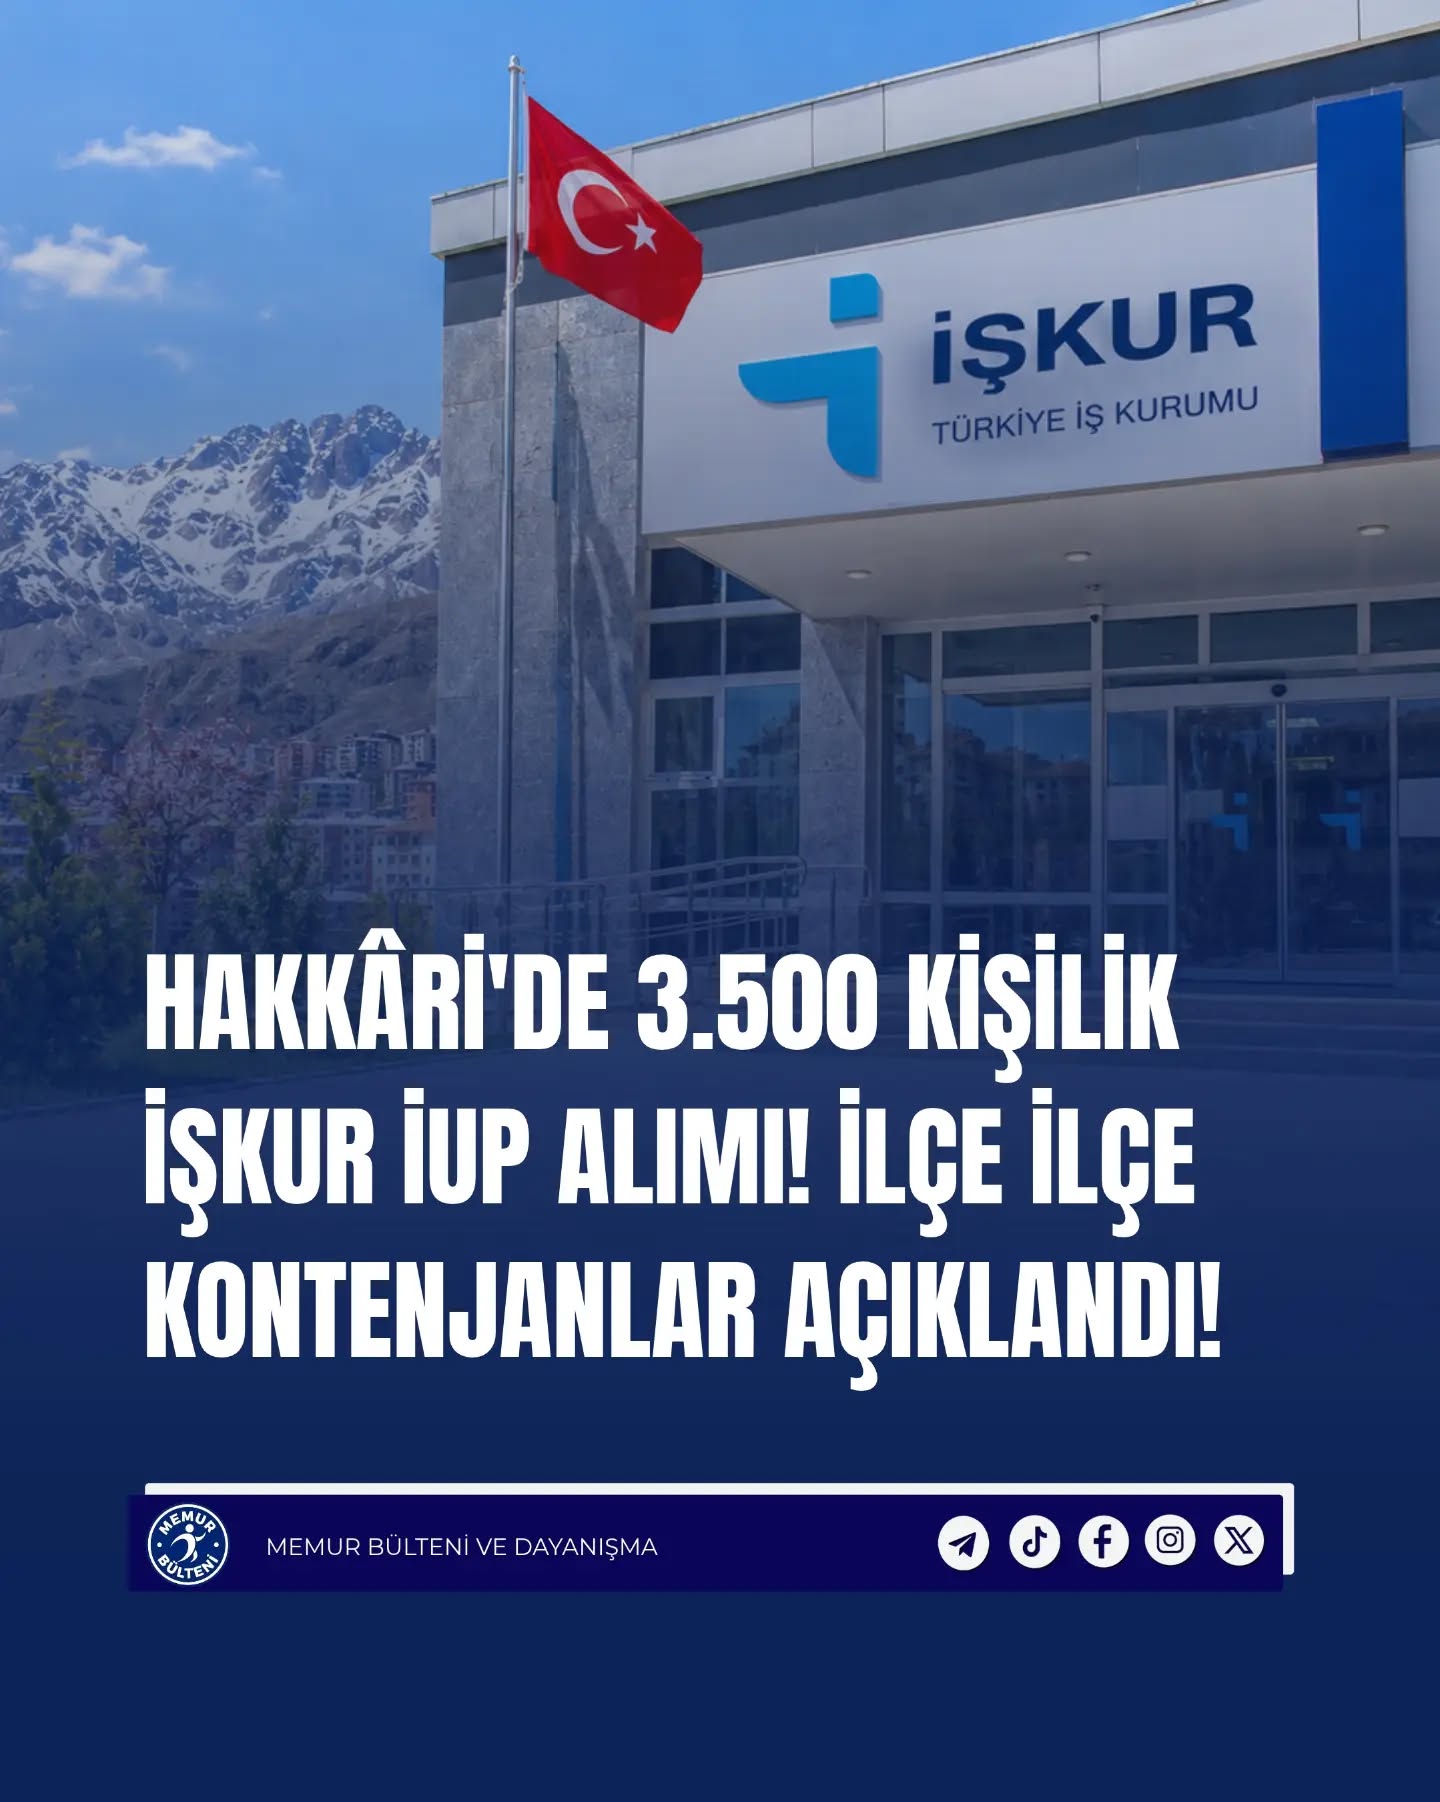 İŞKUR
TÜRKİYE İŞ KURUMU
HAKKÂRİ'DE 3.500 KİŞİLİK
İŞKUR İUP ALIMI! İLÇE İLÇE
KONTENJANLAR AÇIKLANDI!
MEMUR
BÜLTENİ
MEMUR BÜLTENİ VE DAYANIŞMA